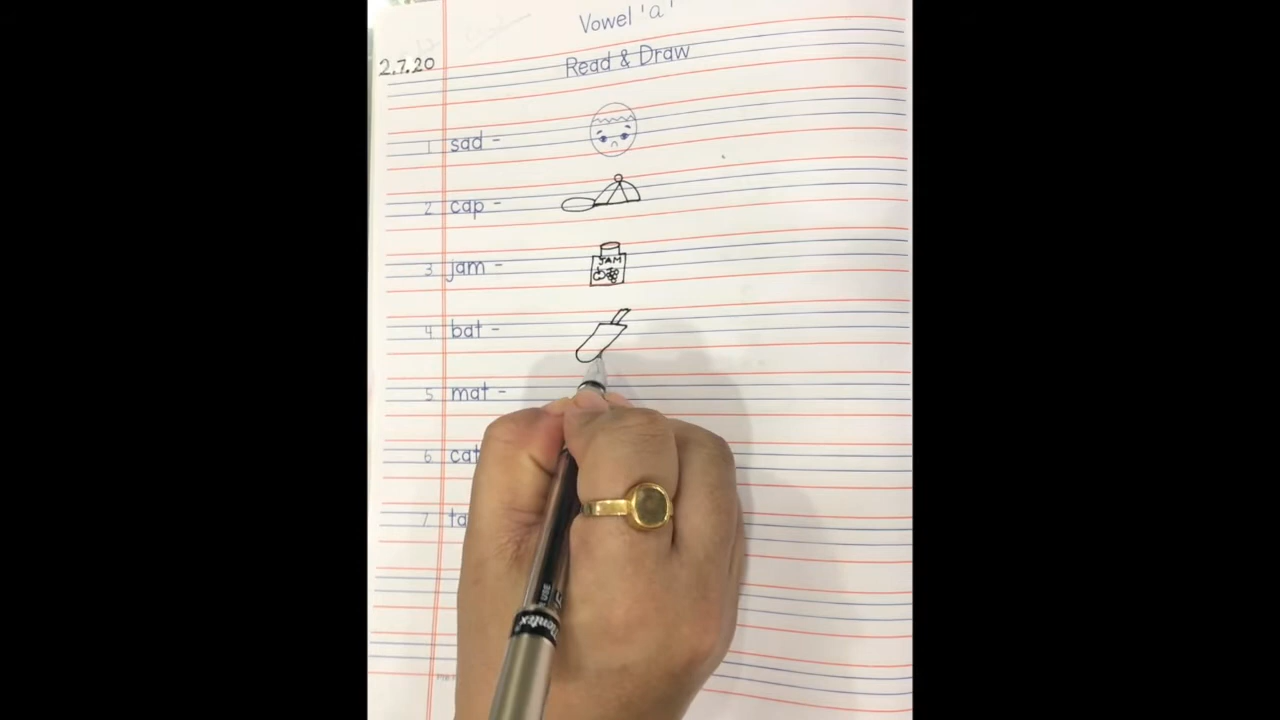 Vowel 'a'
2.7.20
Read & Draw
1 sad -
2 cap -
3 jam -
JAM
4 bat -
5 mat -
6 cat
7
USE